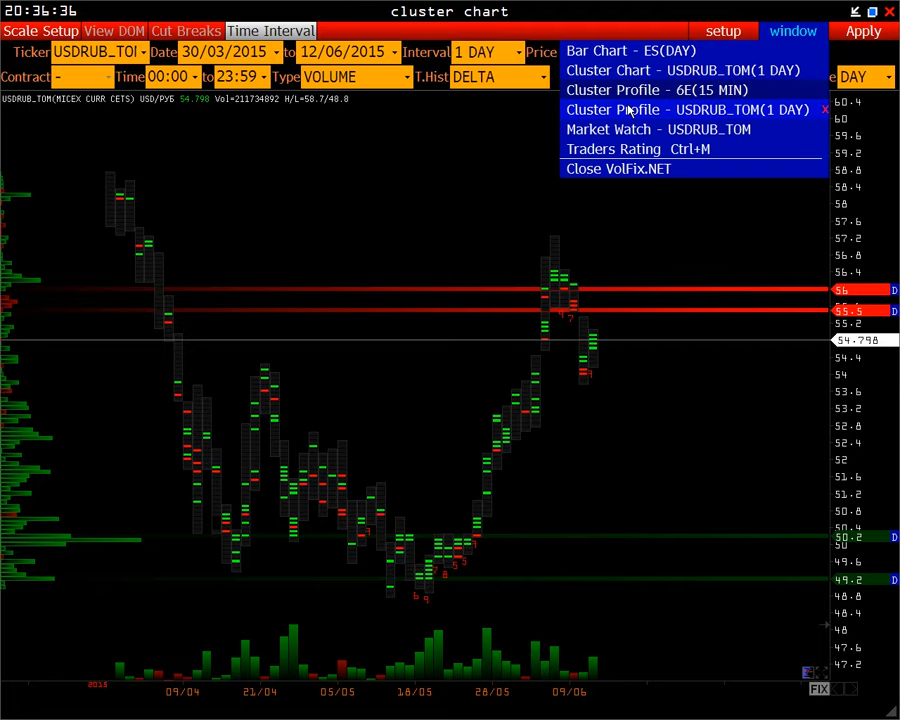 20:36:36 cluster chart
Scale Setup View DOM Cut Breaks Time Interval setup window Apply
Ticker USDRUB_TOI Date 30/03/2015 to 12/06/2015 Interval 1 DAY Price
Contract - Time 00:00 to 23:59 Type VOLUME T.Hist DELTA DAY
Bar Chart - ES(DAY)
Cluster Chart - USDRUB_TOM(1 DAY)
Cluster Profile - 6E(15 MIN)
Cluster Profile - USDRUB_TOM(1 DAY) x
Market Watch - USDRUB_TOM
Traders Rating Ctrl+M
Close VolFix.NET
USDRUB_TOM(MICEX CURR CETS) USD/РУБ 54.798 Vol=211734892 H/L=58.7/48.8
60.4
60
59.6
59.2
58.8
58.4
58
57.6
57.2
56.8
56.4
56 D
55.5 D
55.2
54.798
54.4
54
53.6
53.2
52.8
52.4
52
51.6
51.2
50.8
50.4
50.2 D
50
49.6
49.2 D
48.8
48.4
48
47.6
47.2
2015 09/04 21/04 05/05 18/05 28/05 09/06
FIX